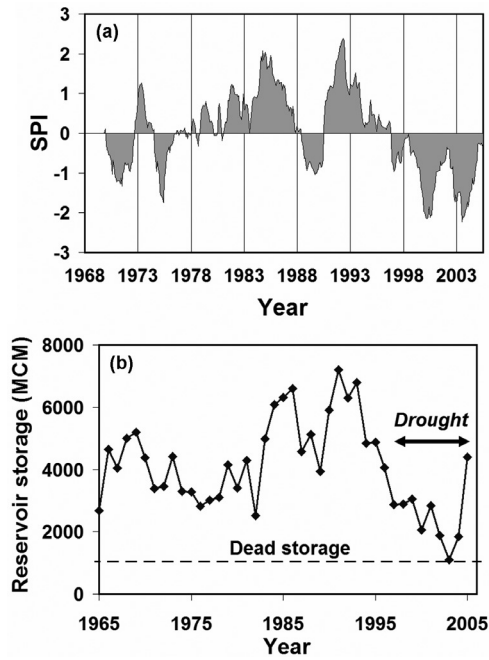 (a)
3
2
1
0
-1
-2
-3
SPI
1968 1973 1978 1983 1988 1993 1998 2003
Year
(b)
8000
6000
4000
2000
0
Reservoir storage (MCM)
Drought
Dead storage
1965 1975 1985 1995 2005
Year